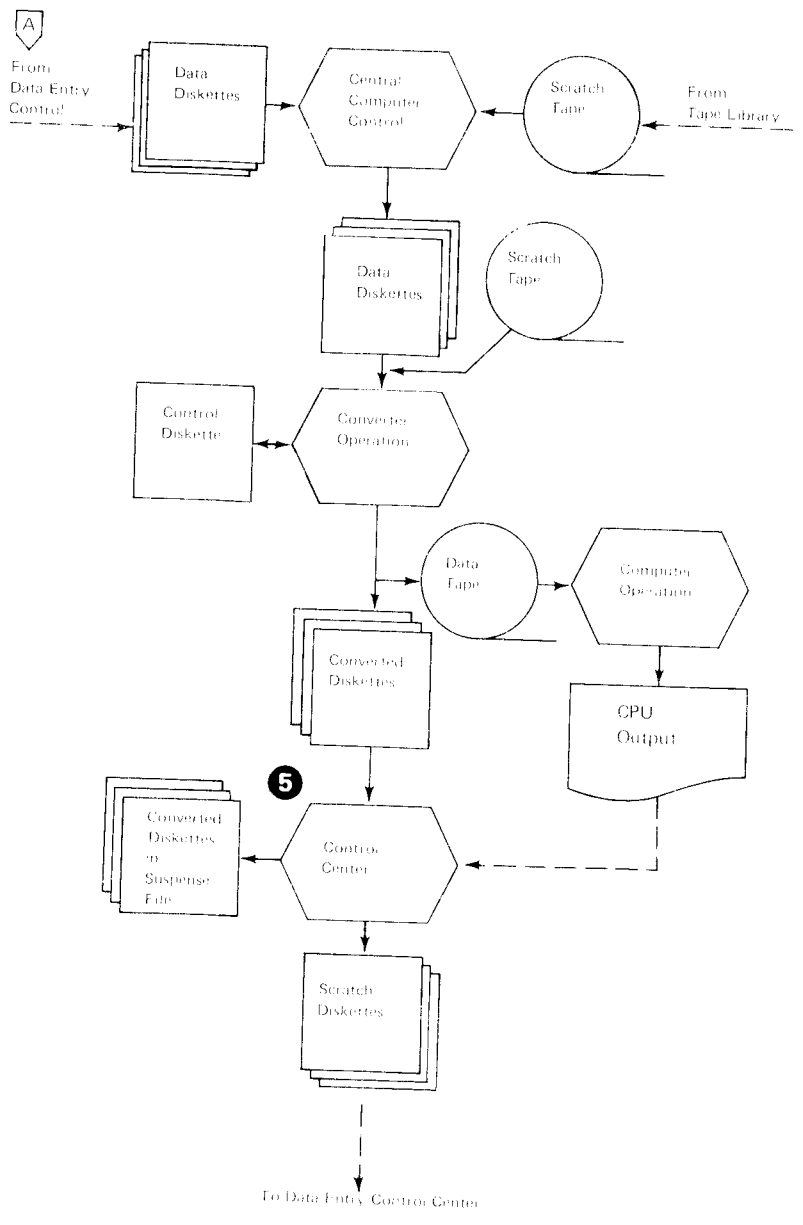 A
From
Data Entry
Control
Data
Diskettes
Central
Computer
Control
Scratch
Tape
From
Tape Library
Data
Diskettes
Scratch
Tape
Control
Diskette
Converter
Operation
Data
Tape
Computer
Operation
Converted
Diskettes
CPU
Output
5
Converted
Diskettes
in
Suspense
File
Control
Center
Scratch
Diskettes
To Data Entry Control Center